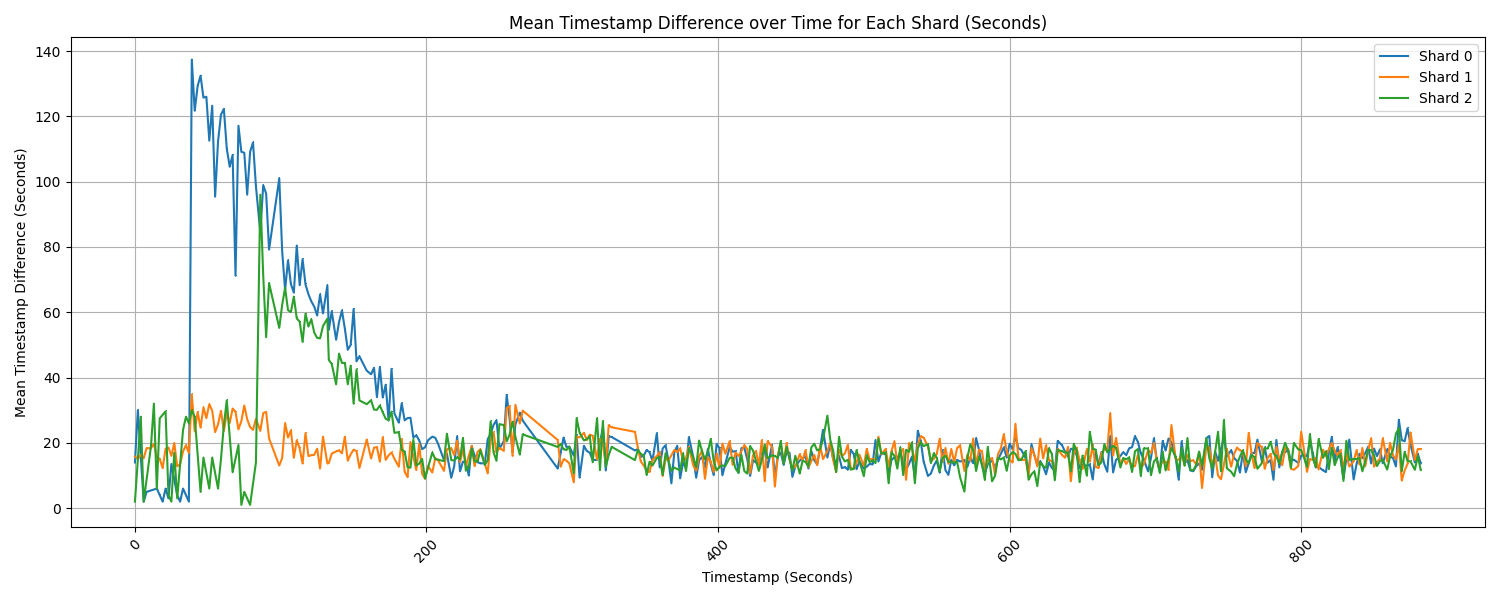 Mean Timestamp Difference over Time for Each Shard (Seconds)
Mean Timestamp Difference (Seconds)
140
120
100
80
60
40
20
0
Shard 0
Shard 1
Shard 2
0
200
400
600
800
Timestamp (Seconds)